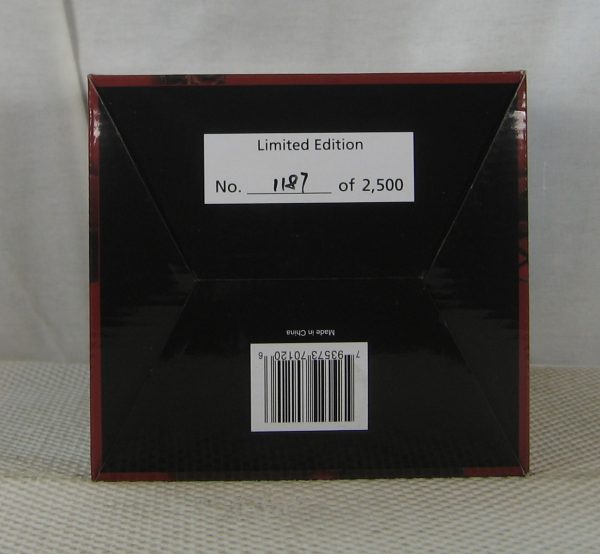 Limited Edition
No. 1187 of 2,500
Made in China
7 93573 70120 6